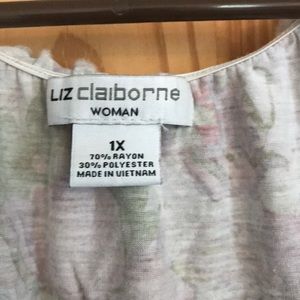 LIZ claiborne
WOMAN
1X
70% RAYON
30% POLYESTER
MADE IN VIETNAM